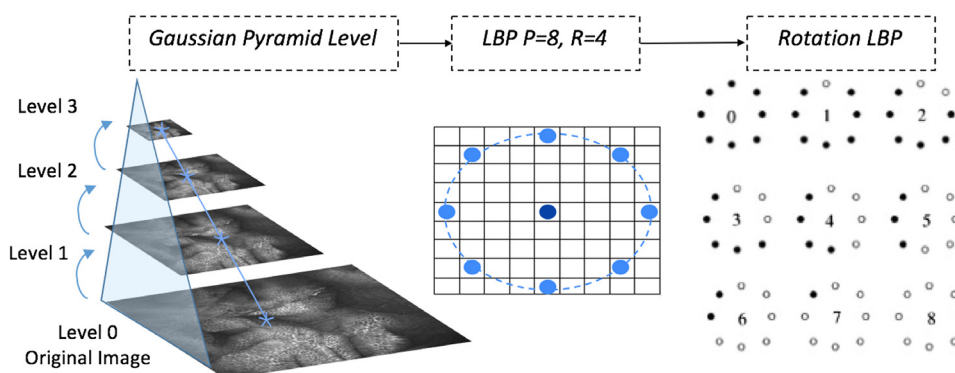 Gaussian Pyramid Level
LBP P=8, R=4
Rotation LBP
Level 3
Level 2
Level 1
Level 0
Original Image
0
1
2
3
4
5
6
7
8